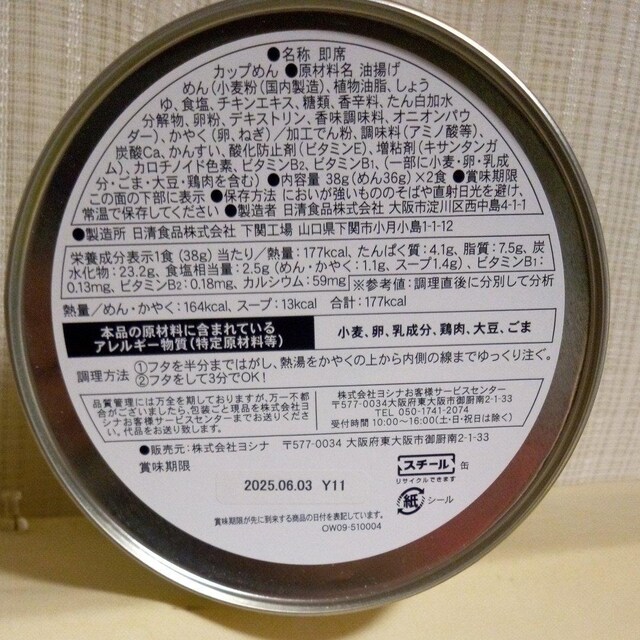 ●名称 即席
カップめん ●原材料名 油揚げ
めん(小麦粉(国内製造)、植物油脂、しょう
ゆ、食塩、チキンエキス、糖類、香辛料、たん白加水
分解物、卵粉、デキストリン、香味調味料、オニオンパウ
ダー)、かやく(卵、ねぎ)/加工でん粉、調味料(アミノ酸等)、
炭酸Ca、かんすい、酸化防止剤(ビタミンE)、増粘剤(キサンタンガ
ム)、カロチノイド色素、ビタミンB2、ビタミンB1、(一部に小麦・卵・乳成
分・ごま・大豆・鶏肉を含む) ●内容量 38g(めん36g)×2食 ●賞味期限
この面の下部に表示 ●保存方法 においが強いもののそばや直射日光を避け、
常温で保存してください ●製造者 日清食品株式会社 大阪市淀川区西中島4-1-1
●製造所 日清食品株式会社 下関工場 山口県下関市小月小島1-1-12
栄養成分表示1食(38g)当たり/熱量:177kcal、たんぱく質:4.1g、脂質:7.5g、炭
水化物:23.2g、食塩相当量:2.5g(めん・かやく:1.1g、スープ1.4g)、ビタミンB1:
0.13mg、ビタミンB2:0.18mg、カルシウム:59mg ※参考値:調理直後に分別して分析
熱量/めん・かやく:164kcal、スープ:13kcal 合計:177kcal
本品の原材料に含まれている
アレルギー物質(特定原材料等)
小麦、卵、乳成分、鶏肉、大豆、ごま
調理方法
①フタを半分まではがし、熱湯をかやくの上から内側の線までゆっくり注ぐ。
②フタをして3分でOK!
品質管理には万全を期しておりますが、万一不都
合がございましたら、包装ごと現品を株式会社ヨ
シナお客様サービスセンターまでお送りくださ
い。代品をお送り致します。
株式会社ヨシナお客様サービスセンター
〒577-0034 大阪府東大阪市御厨南2-1-33
TEL 050-1741-2074
受付時間 10:00〜16:00(土・日・祝日は除く)
●販売元:株式会社ヨシナ 〒577-0034 大阪府東大阪市御厨南2-1-33
賞味期限
2025.06.03 Y11
スチール 缶
リサイクルできます
紙 シール
賞味期限が先に到来する商品の日付を表記しています。
OW09-510004